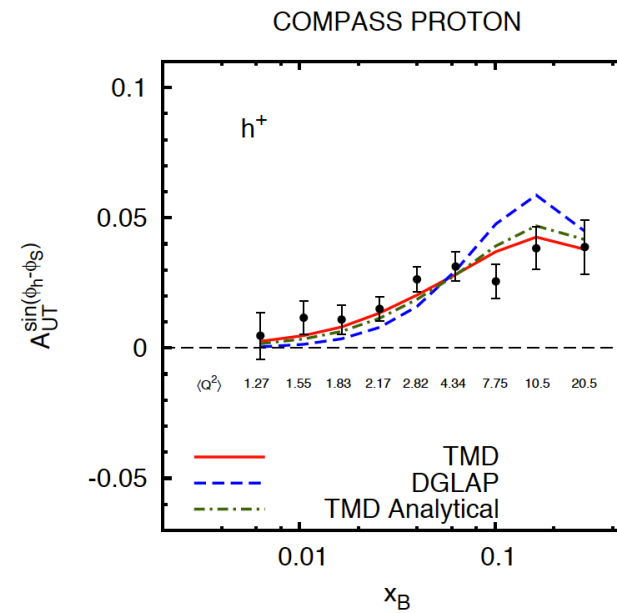 COMPASS PROTON
0.1
h+
0.05
0
⟨Q²⟩ 1.27 1.55 1.83 2.17 2.82 4.34 7.75 10.5 20.5
-0.05
TMD
DGLAP
TMD Analytical
0.01 0.1
x_B
A_UT^sin(ϕ_h-ϕ_S)